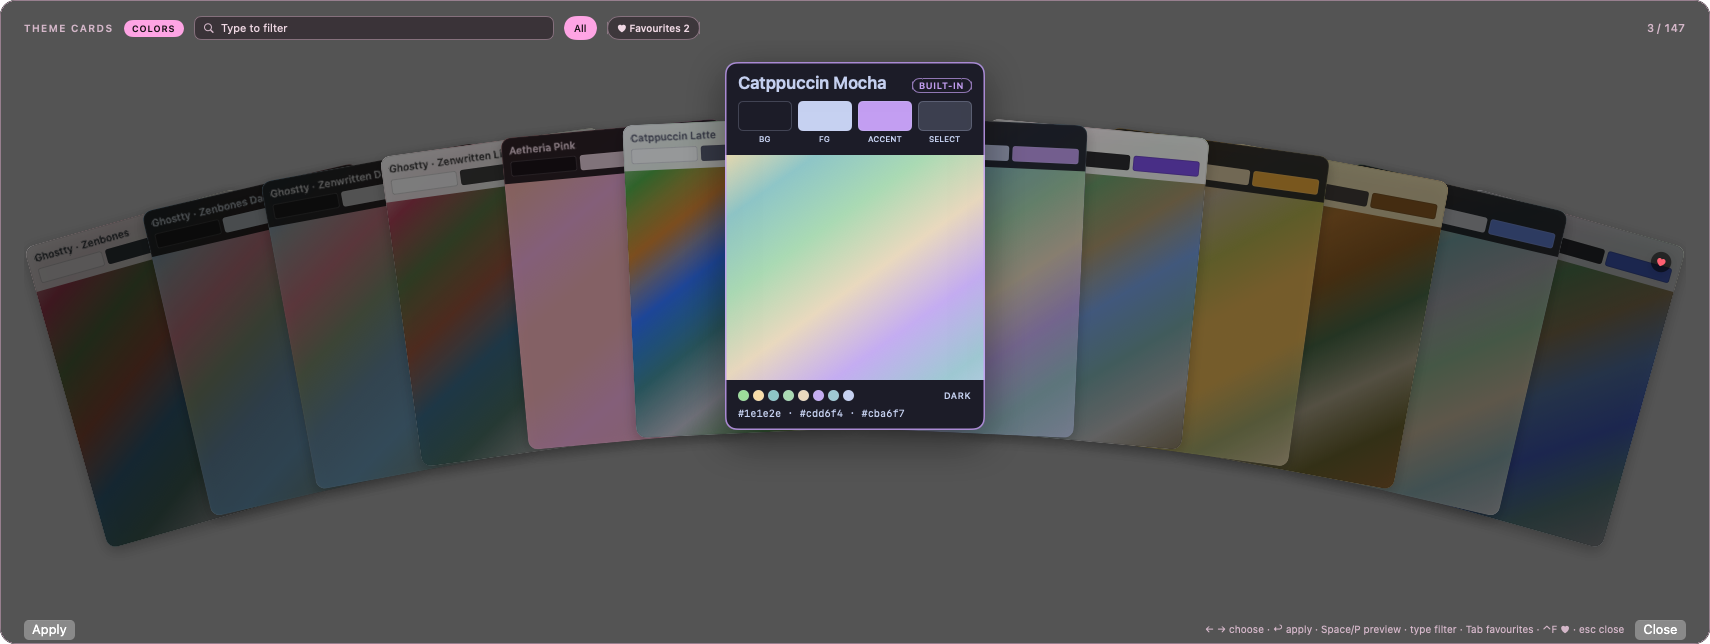 THEME CARDS COLORS Type to filter All Favourites 2 3 / 147
Catppuccin Mocha BUILT-IN
BG FG ACCENT SELECT
Ghostty · Zenbones
Ghostty · Zenbones Da
Ghostty · Zenwritten D
Ghostty · Zenwritten Li
Aetheria Pink
Catppuccin Latte
DARK
#1e1e2e · #cdd6f4 · #cba6f7
Apply ← → choose · ↩ apply · Space/P preview · type filter · Tab favourites · ^F ♥ · esc close Close